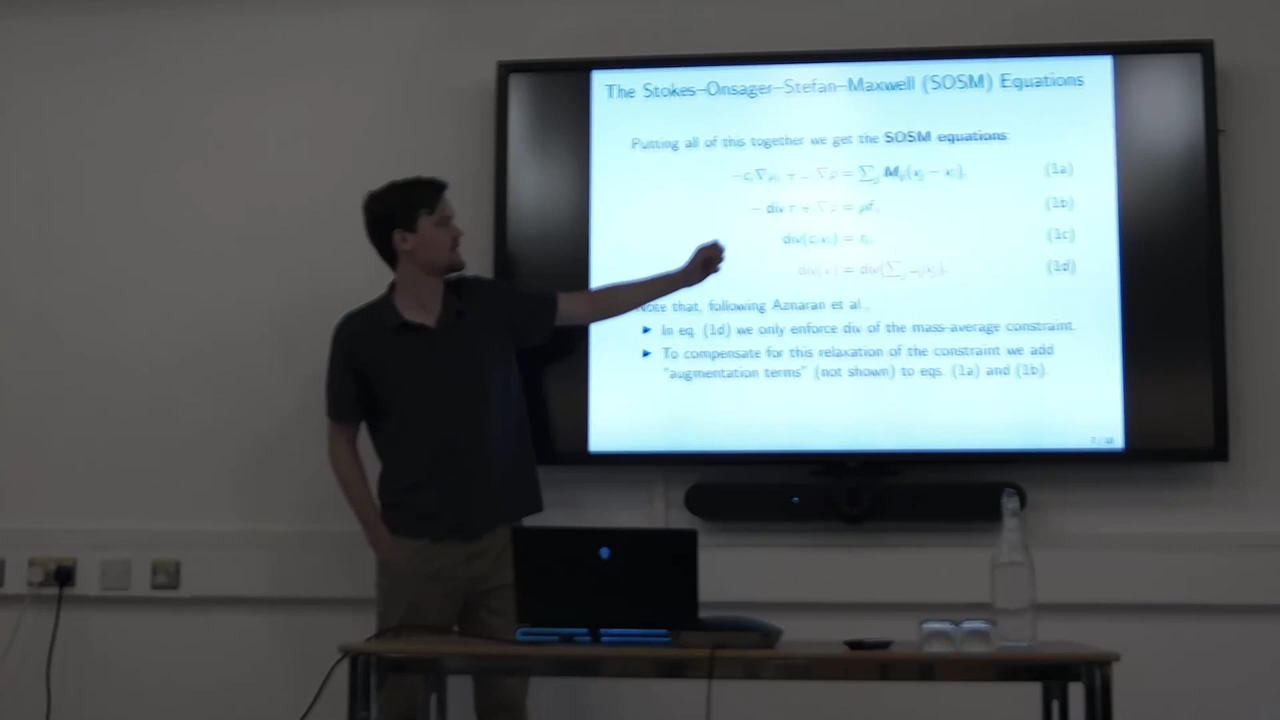 The Stokes–Onsager–Stefan–Maxwell (SOSM) Equations
Putting all of this together we get the SOSM equations:
(1a)
− div τ + ∇p = ρf, (1b)
(1c)
(1d)
Note that, following Aznaran et al.,
▶ In eq. (1d) we only enforce div of the mass-average constraint.
▶ To compensate for this relaxation of the constraint we add
"augmentation terms" (not shown) to eqs. (1a) and (1b).